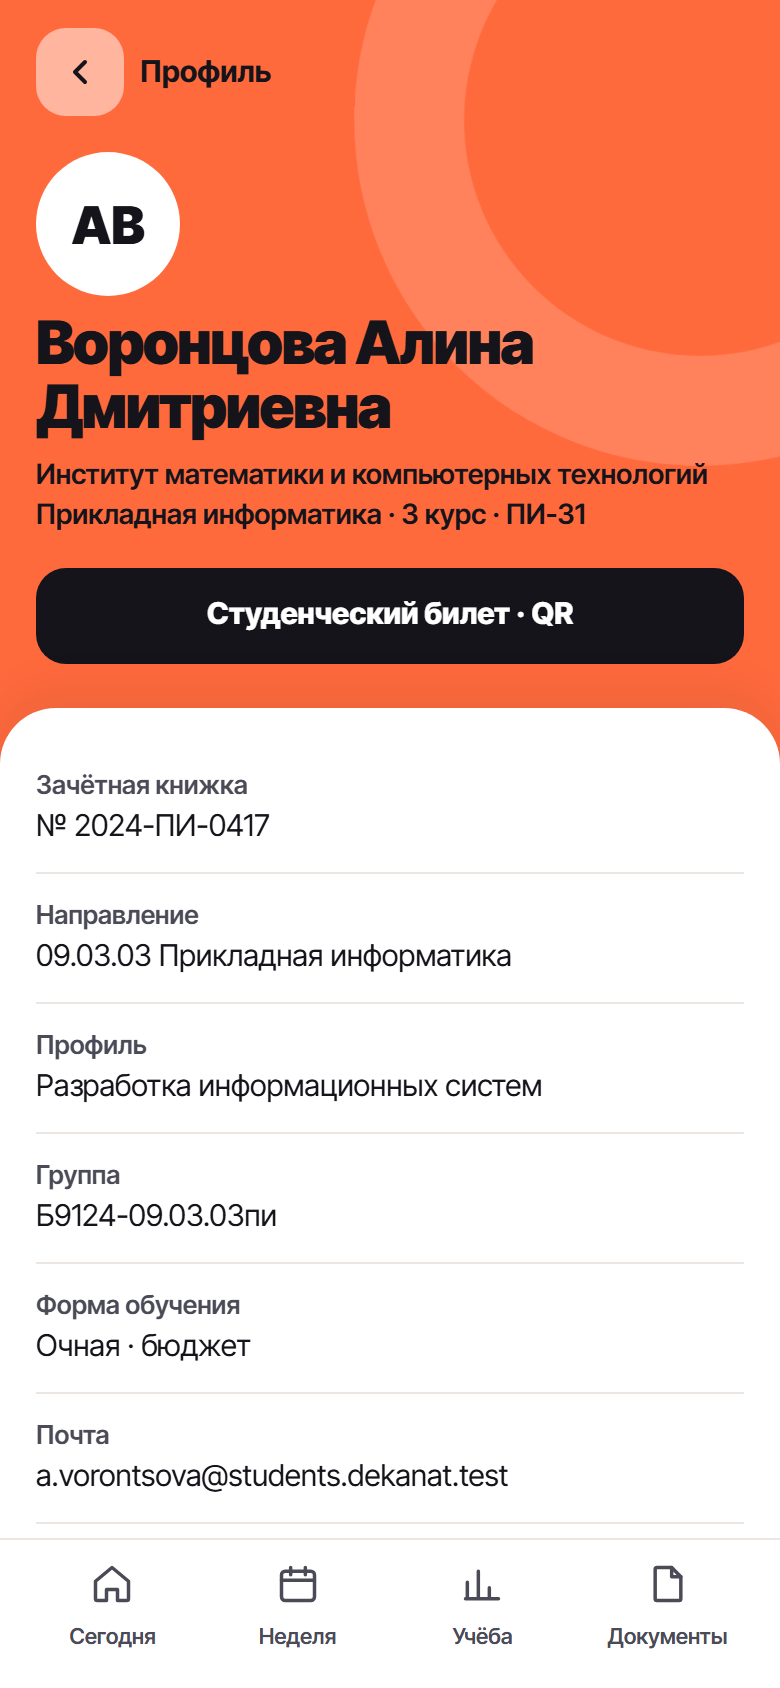 Профиль
АВ
Воронцова Алина
Дмитриевна
Институт математики и компьютерных технологий
Прикладная информатика · 3 курс · ПИ-31
Студенческий билет · QR
Зачётная книжка
№ 2024-ПИ-0417
Направление
09.03.03 Прикладная информатика
Профиль
Разработка информационных систем
Группа
Б9124-09.03.03пи
Форма обучения
Очная · бюджет
Почта
a.vorontsova@students.dekanat.test
Сегодня
Неделя
Учёба
Документы